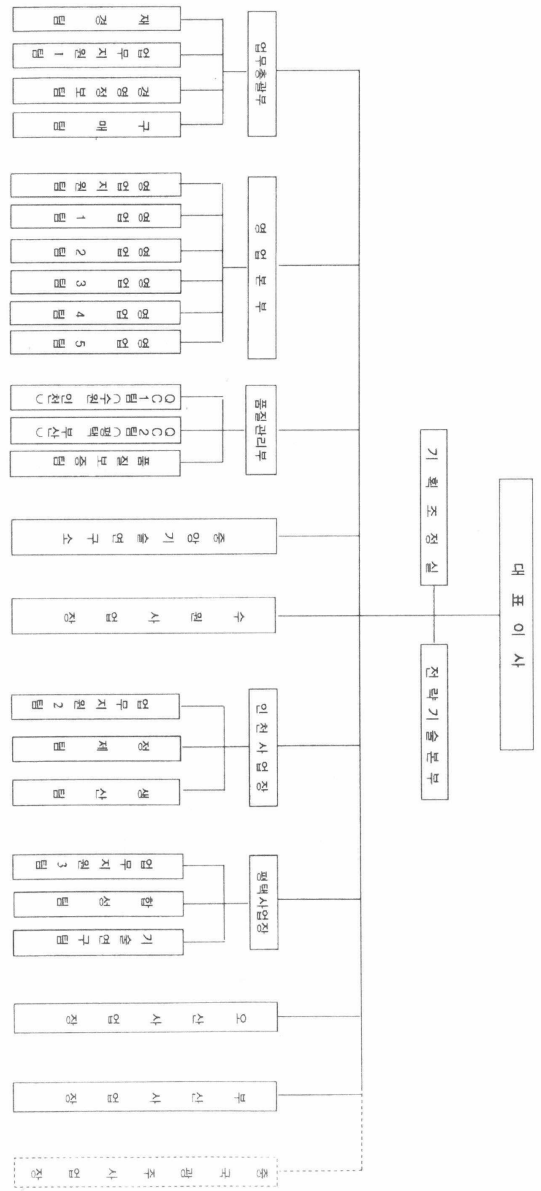 대표이사
기획조정실
전략기술본부
업무총괄부
재경팀
업무지원1팀
경영정보팀
구매팀
영업본부
영업지원팀
영업1팀
영업2팀
영업3팀
영업4팀
영업5팀
품질관리부
QC1팀(수원 인천)
QC2팀(평택 부산)
품질보증팀
중앙기술연구소
수원사업장
인천사업장
업무지원2팀
정제팀
생산팀
평택사업장
업무지원3팀
합성팀
기술연구팀
오산사업장
부산사업장
중국광주사업장